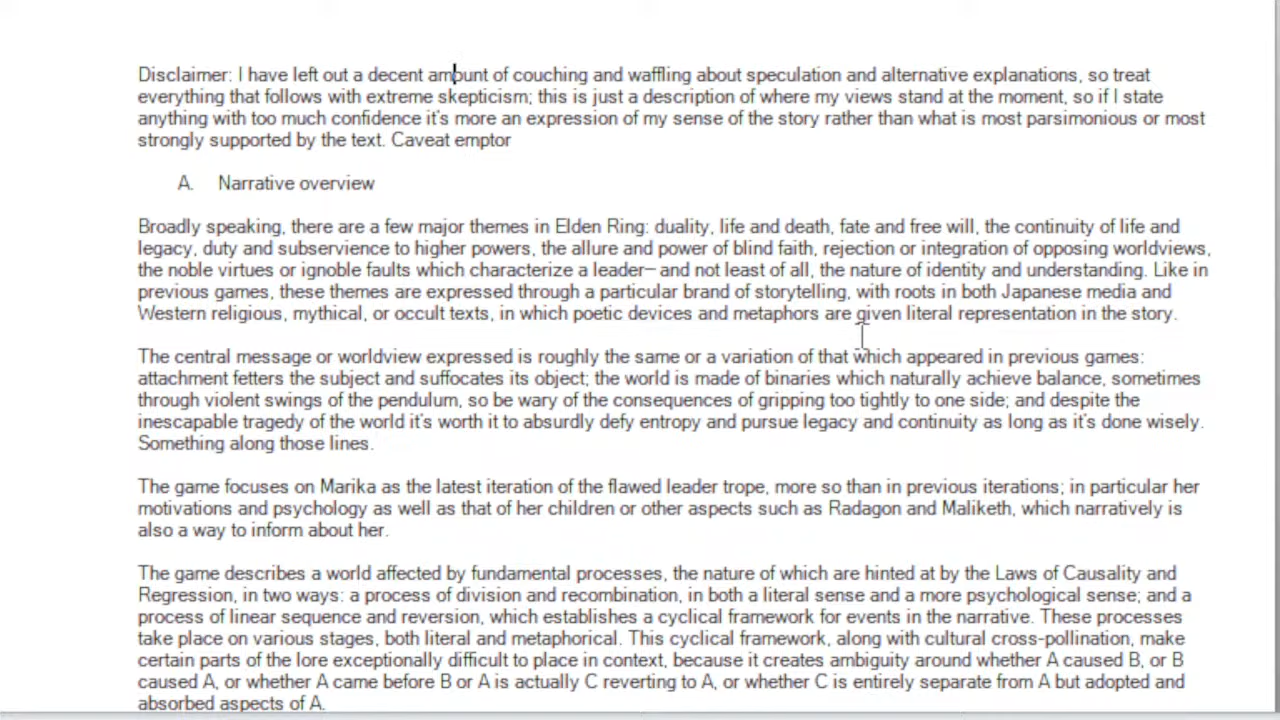 Disclaimer: I have left out a decent amount of couching and waffling about speculation and alternative explanations, so treat
everything that follows with extreme skepticism; this is just a description of where my views stand at the moment, so if I state
anything with too much confidence it's more an expression of my sense of the story rather than what is most parsimonious or most
strongly supported by the text. Caveat emptor
A. Narrative overview
Broadly speaking, there are a few major themes in Elden Ring: duality, life and death, fate and free will, the continuity of life and
legacy, duty and subservience to higher powers, the allure and power of blind faith, rejection or integration of opposing worldviews,
the noble virtues or ignoble faults which characterize a leader– and not least of all, the nature of identity and understanding. Like in
previous games, these themes are expressed through a particular brand of storytelling, with roots in both Japanese media and
Western religious, mythical, or occult texts, in which poetic devices and metaphors are given literal representation in the story.
The central message or worldview expressed is roughly the same or a variation of that which appeared in previous games:
attachment fetters the subject and suffocates its object; the world is made of binaries which naturally achieve balance, sometimes
through violent swings of the pendulum, so be wary of the consequences of gripping too tightly to one side; and despite the
inescapable tragedy of the world it's worth it to absurdly defy entropy and pursue legacy and continuity as long as it's done wisely.
Something along those lines.
The game focuses on Marika as the latest iteration of the flawed leader trope, more so than in previous iterations; in particular her
motivations and psychology as well as that of her children or other aspects such as Radagon and Maliketh, which narratively is
also a way to inform about her.
The game describes a world affected by fundamental processes, the nature of which are hinted at by the Laws of Causality and
Regression, in two ways: a process of division and recombination, in both a literal sense and a more psychological sense; and a
process of linear sequence and reversion, which establishes a cyclical framework for events in the narrative. These processes
take place on various stages, both literal and metaphorical. This cyclical framework, along with cultural cross-pollination, make
certain parts of the lore exceptionally difficult to place in context, because it creates ambiguity around whether A caused B, or B
caused A, or whether A came before B or A is actually C reverting to A, or whether C is entirely separate from A but adopted and
absorbed aspects of A.